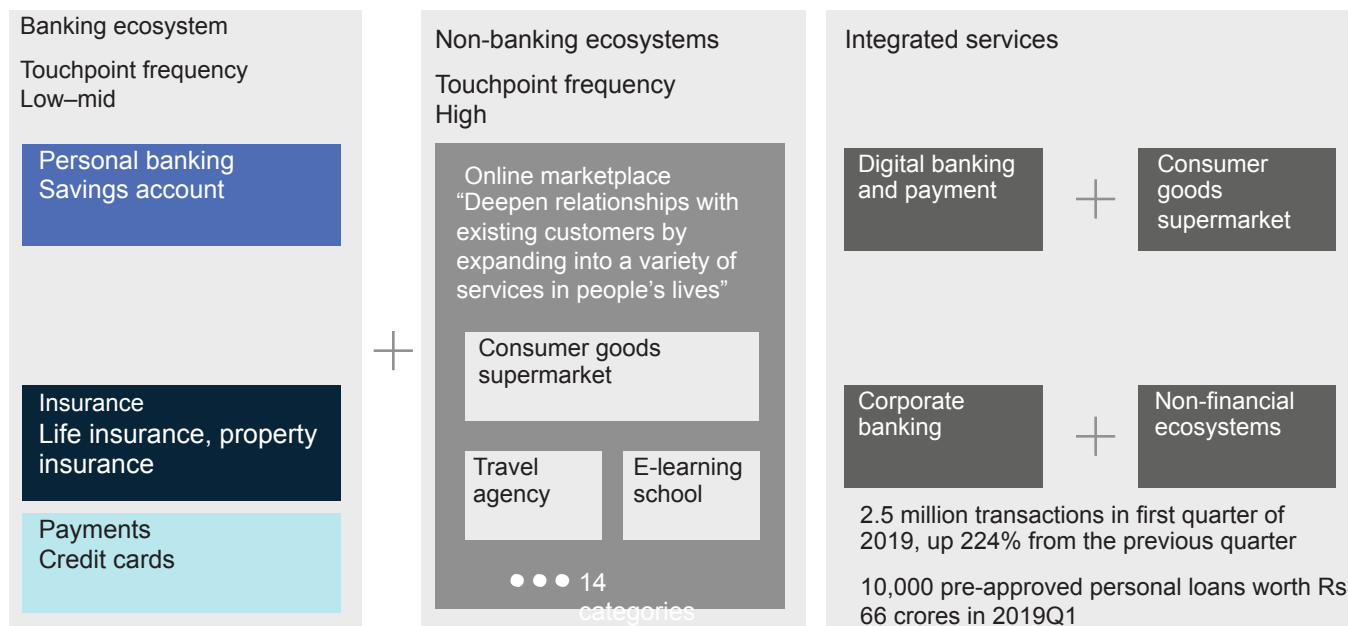 Banking ecosystem
Touchpoint frequency
Low–mid
Personal banking
Savings account
Insurance
Life insurance, property
insurance
Payments
Credit cards
Non-banking ecosystems
Touchpoint frequency
High
Online marketplace
“Deepen relationships with
existing customers by
expanding into a variety of
services in people’s lives”
Consumer goods
supermarket
Travel
agency
E-learning
school
14
categories
Integrated services
Digital banking
and payment
Consumer
goods
supermarket
Corporate
banking
Non-financial
ecosystems
2.5 million transactions in first quarter of
2019, up 224% from the previous quarter
10,000 pre-approved personal loans worth Rs
66 crores in 2019Q1